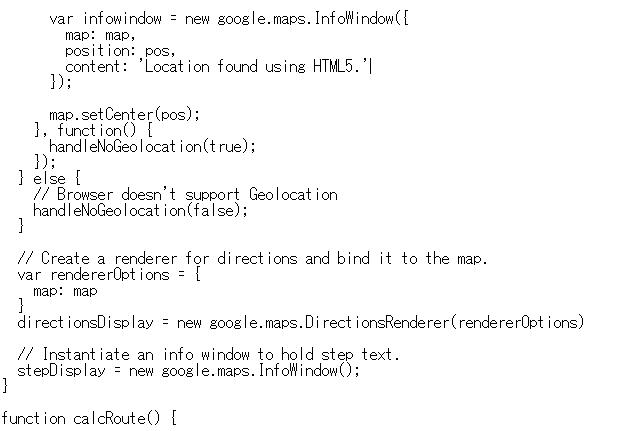 var infowindow = new google.maps.InfoWindow({
        map: map,
        position: pos,
        content: 'Location found using HTML5.'
      });

      map.setCenter(pos);
    }, function() {
      handleNoGeolocation(true);
    });
  } else {
    // Browser doesn't support Geolocation
    handleNoGeolocation(false);
  }

  // Create a renderer for directions and bind it to the map.
  var rendererOptions = {
    map: map
  }
  directionsDisplay = new google.maps.DirectionsRenderer(rendererOptions)

  // Instantiate an info window to hold step text.
  stepDisplay = new google.maps.InfoWindow();
}

function calcRoute() {